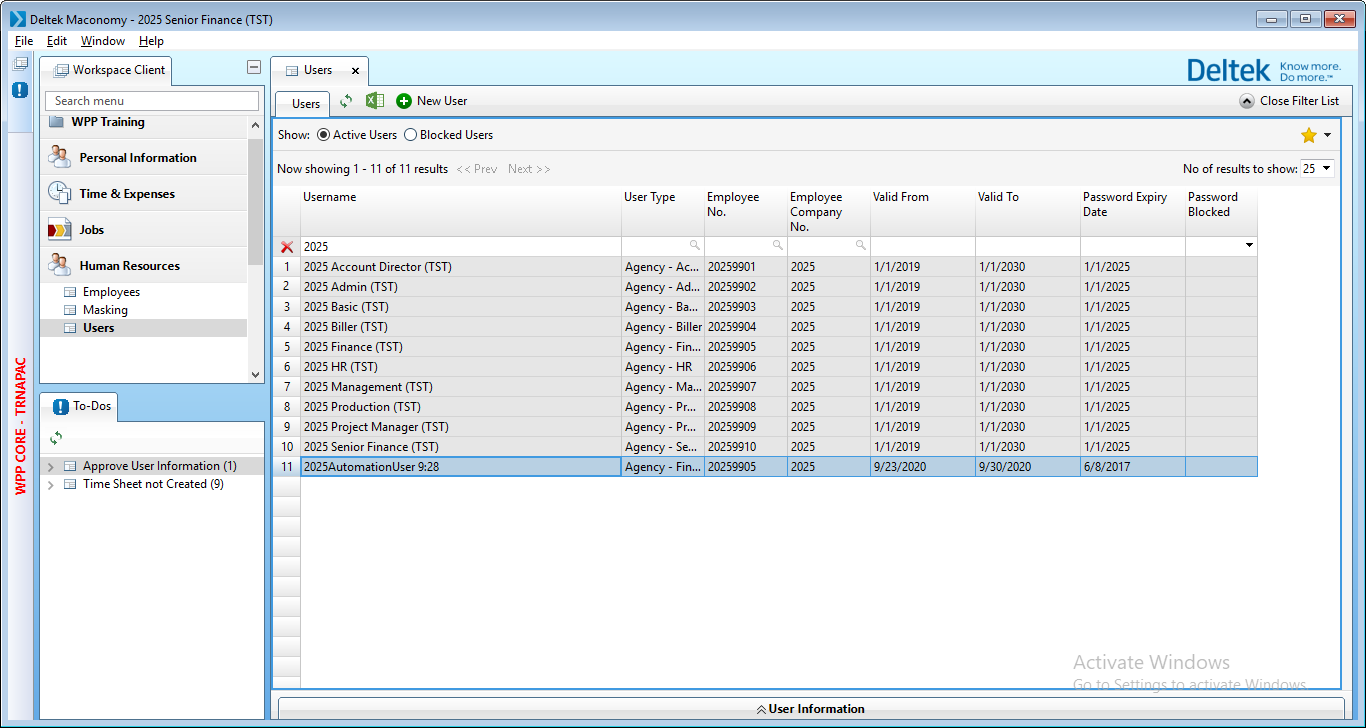 Deltek Maconomy - 2025 Senior Finance (TST)
File Edit Window Help
Workspace Client
Search menu
WPP Training
Personal Information
Time & Expenses
Jobs
Human Resources
Employees
Masking
Users
WPP CORE - TRNAPAC
To-Dos
Approve User Information (1)
Time Sheet not Created (9)
Users
Deltek Know more.
Do more.™
Users New User Close Filter List
Show: Active Users Blocked Users
Now showing 1 - 11 of 11 results << Prev Next >> No of results to show: 25
Username User Type Employee No. Employee Company No. Valid From Valid To Password Expiry Date Password Blocked
2025
1 2025 Account Director (TST) Agency - Ac... 20259901 2025 1/1/2019 1/1/2030 1/1/2025
2 2025 Admin (TST) Agency - Ad... 20259902 2025 1/1/2019 1/1/2030 1/1/2025
3 2025 Basic (TST) Agency - Ba... 20259903 2025 1/1/2019 1/1/2030 1/1/2025
4 2025 Biller (TST) Agency - Biller 20259904 2025 1/1/2019 1/1/2030 1/1/2025
5 2025 Finance (TST) Agency - Fin... 20259905 2025 1/1/2019 1/1/2030 1/1/2025
6 2025 HR (TST) Agency - HR 20259906 2025 1/1/2019 1/1/2030 1/1/2025
7 2025 Management (TST) Agency - Ma... 20259907 2025 1/1/2019 1/1/2030 1/1/2025
8 2025 Production (TST) Agency - Pr... 20259908 2025 1/1/2019 1/1/2030 1/1/2025
9 2025 Project Manager (TST) Agency - Pr... 20259909 2025 1/1/2019 1/1/2030 1/1/2025
10 2025 Senior Finance (TST) Agency - Se... 20259910 2025 1/1/2019 1/1/2030 1/1/2025
11 2025AutomationUser 9:28 Agency - Fin... 20259905 2025 9/23/2020 9/30/2020 6/8/2017
Activate Windows
Go to Settings to activate Windows.
User Information